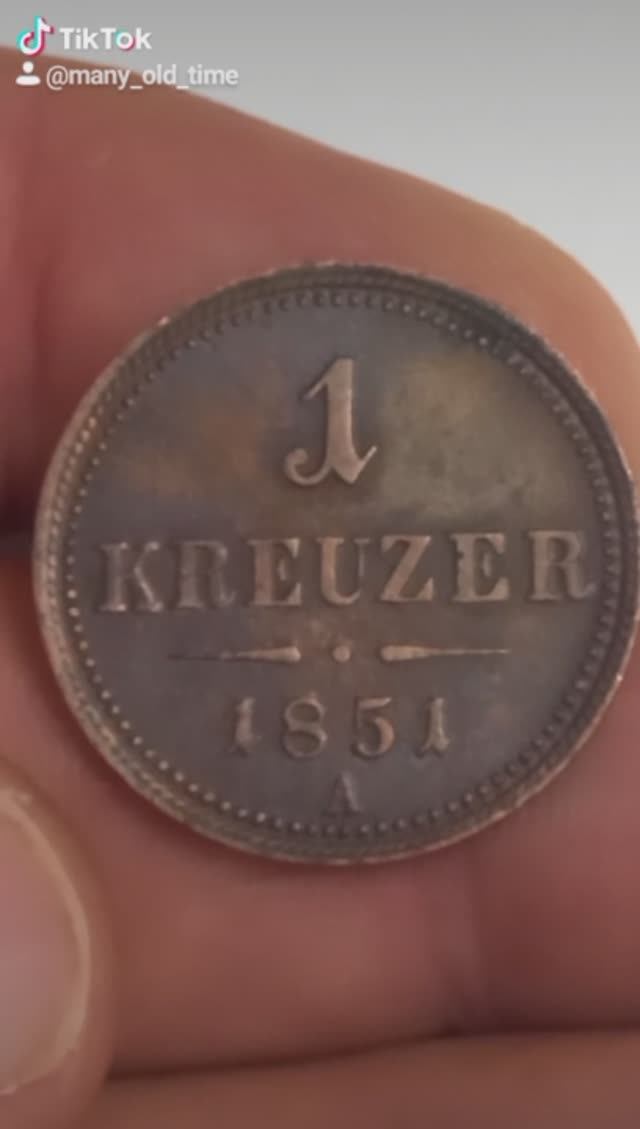 TikTok
@many_old_time
1
KREUZER
1851
A